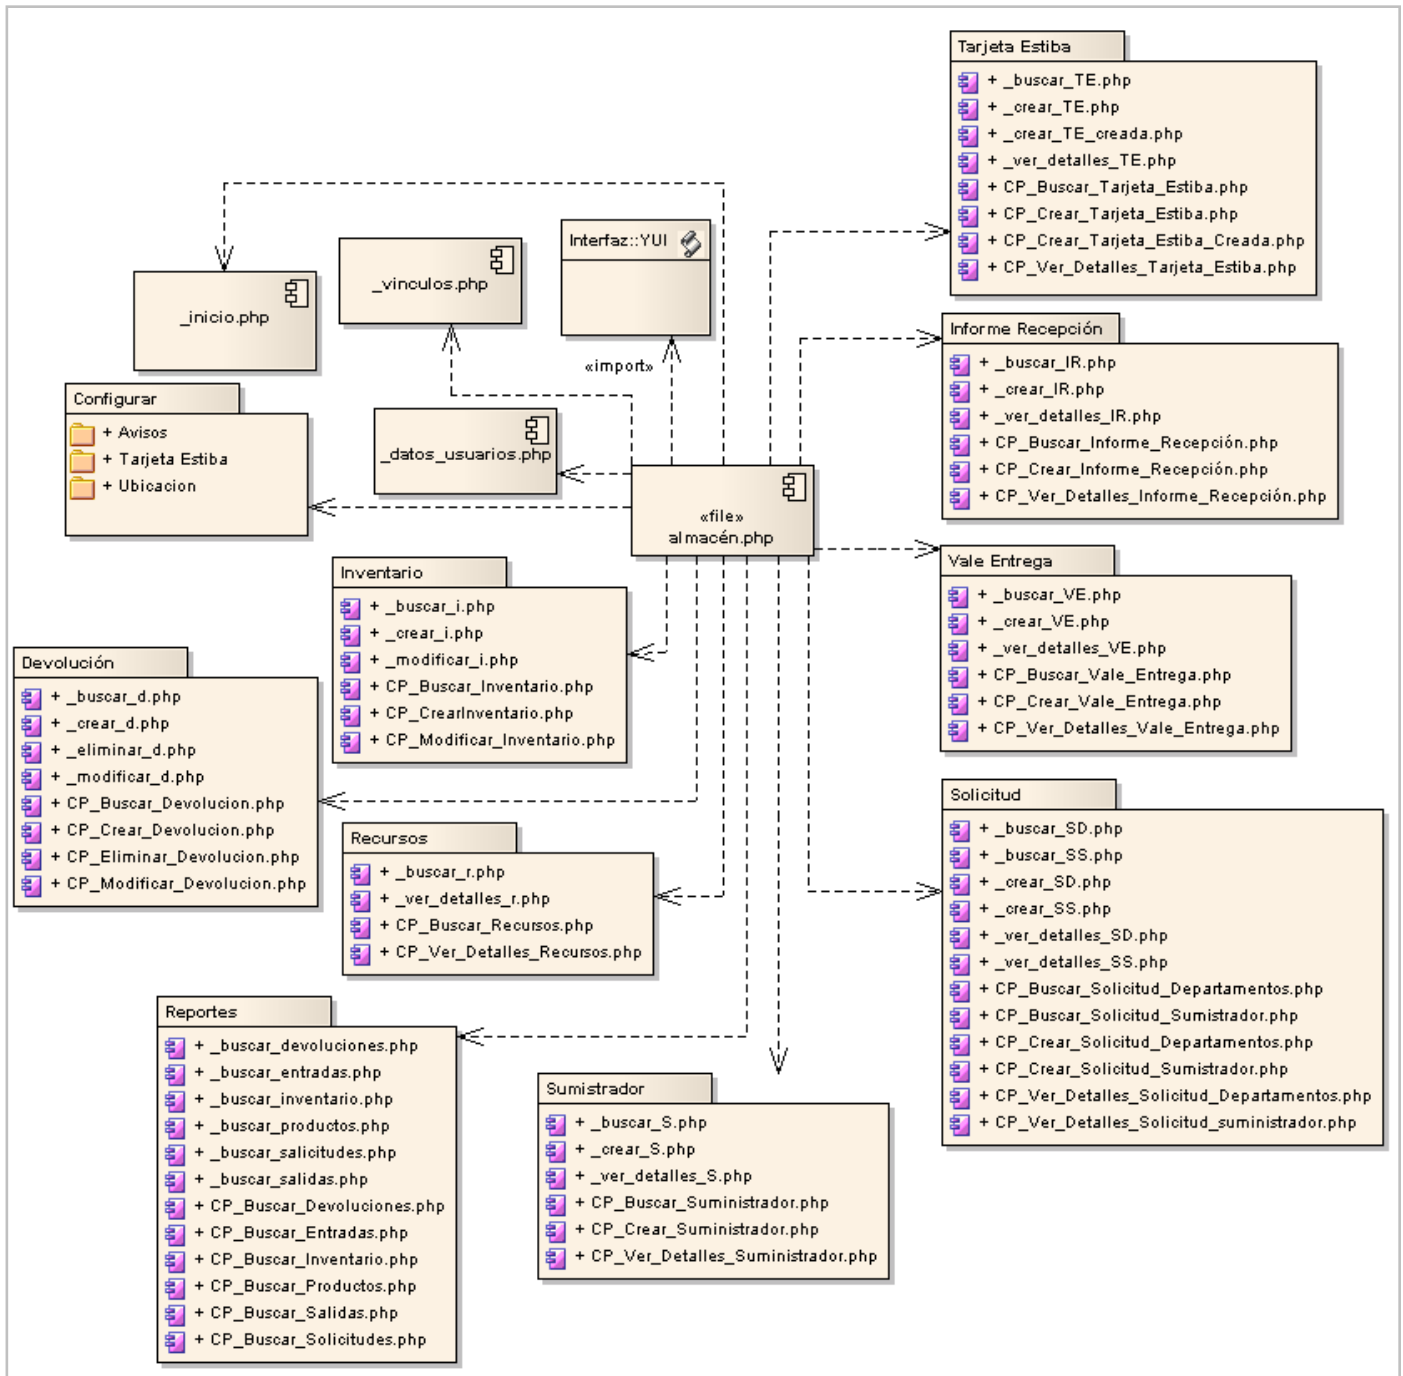 Tarjeta Estiba
+ _buscar_TE.php
+ _crear_TE.php
+ _crear_TE_creada.php
+ _ver_detalles_TE.php
+ CP_Buscar_Tarjeta_Estiba.php
+ CP_Crear_Tarjeta_Estiba.php
+ CP_Crear_Tarjeta_Estiba_Creada.php
+ CP_Ver_Detalles_Tarjeta_Estiba.php
Interfaz::YUI
_vinculos.php
_inicio.php
«import»
Informe Recepción
+ _buscar_IR.php
+ _crear_IR.php
+ _ver_detalles_IR.php
+ CP_Buscar_Informe_Recepción.php
+ CP_Crear_Informe_Recepción.php
+ CP_Ver_Detalles_Informe_Recepción.php
Configurar
+ Avisos
+ Tarjeta Estiba
+ Ubicacion
_datos_usuarios.php
«file»
almacén.php
Vale Entrega
+ _buscar_VE.php
+ _crear_VE.php
+ _ver_detalles_VE.php
+ CP_Buscar_Vale_Entrega.php
+ CP_Crear_Vale_Entrega.php
+ CP_Ver_Detalles_Vale_Entrega.php
Inventario
+ _buscar_i.php
+ _crear_i.php
+ _modificar_i.php
+ CP_Buscar_Inventario.php
+ CP_CrearInventario.php
+ CP_Modificar_Inventario.php
Devolución
+ _buscar_d.php
+ _crear_d.php
+ _eliminar_d.php
+ _modificar_d.php
+ CP_Buscar_Devolucion.php
+ CP_Crear_Devolucion.php
+ CP_Eliminar_Devolucion.php
+ CP_Modificar_Devolucion.php
Solicitud
+ _buscar_SD.php
+ _buscar_SS.php
+ _crear_SD.php
+ _crear_SS.php
+ _ver_detalles_SD.php
+ _ver_detalles_SS.php
+ CP_Buscar_Solicitud_Departamentos.php
+ CP_Buscar_Solicitud_Sumistrador.php
+ CP_Crear_Solicitud_Departamentos.php
+ CP_Crear_Solicitud_Sumistrador.php
+ CP_Ver_Detalles_Solicitud_Departamentos.php
+ CP_Ver_Detalles_Solicitud_suministrador.php
Recursos
+ _buscar_r.php
+ _ver_detalles_r.php
+ CP_Buscar_Recursos.php
+ CP_Ver_Detalles_Recursos.php
Reportes
+ _buscar_devoluciones.php
+ _buscar_entradas.php
+ _buscar_inventario.php
+ _buscar_productos.php
+ _buscar_salicitudes.php
+ _buscar_salidas.php
+ CP_Buscar_Devoluciones.php
+ CP_Buscar_Entradas.php
+ CP_Buscar_Inventario.php
+ CP_Buscar_Productos.php
+ CP_Buscar_Salidas.php
+ CP_Buscar_Solicitudes.php
Sumistrador
+ _buscar_S.php
+ _crear_S.php
+ _ver_detalles_S.php
+ CP_Buscar_Suministrador.php
+ CP_Crear_Suministrador.php
+ CP_Ver_Detalles_Suministrador.php